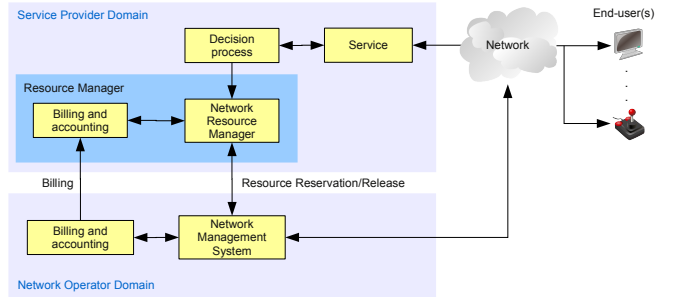 Service Provider Domain
End-user(s)
Decision
process
Service
Network
Resource Manager
Billing and
accounting
Network
Resource
Manager
Billing
Resource Reservation/Release
Billing and
accounting
Network
Management
System
Network Operator Domain